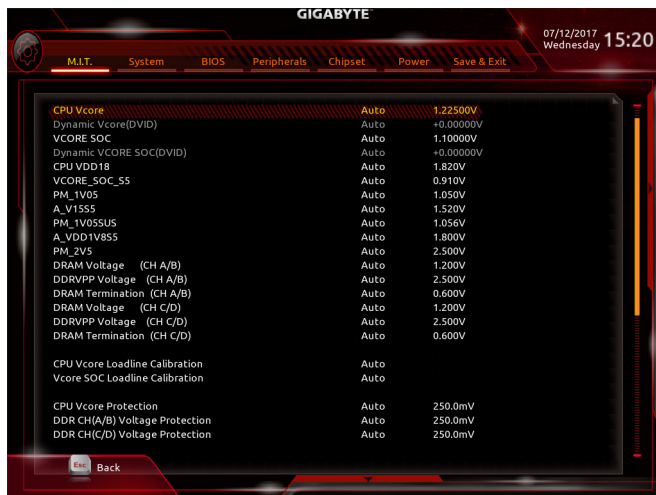 GIGABYTE
07/12/2017 Wednesday 15:20
M.I.T. System BIOS Peripherals Chipset Power Save & Exit
CPU Vcore Auto 1.22500V
Dynamic Vcore(DVID) Auto +0.00000V
VCORE SOC Auto 1.10000V
Dynamic VCORE SOC(DVID) Auto +0.00000V
CPU VDD18 Auto 1.820V
VCORE_SOC_S5 Auto 0.910V
PM_1V05 Auto 1.050V
A_V15S5 Auto 1.520V
PM_1V05SUS Auto 1.056V
A_VDD1V8S5 Auto 1.800V
PM_2V5 Auto 2.500V
DRAM Voltage (CH A/B) Auto 1.200V
DDRVPP Voltage (CH A/B) Auto 2.500V
DRAM Termination (CH A/B) Auto 0.600V
DRAM Voltage (CH C/D) Auto 1.200V
DDRVPP Voltage (CH C/D) Auto 2.500V
DRAM Termination (CH C/D) Auto 0.600V
CPU Vcore Loadline Calibration Auto
Vcore SOC Loadline Calibration Auto
CPU Vcore Protection Auto 250.0mV
DDR CH(A/B) Voltage Protection Auto 250.0mV
DDR CH(C/D) Voltage Protection Auto 250.0mV
Esc Back